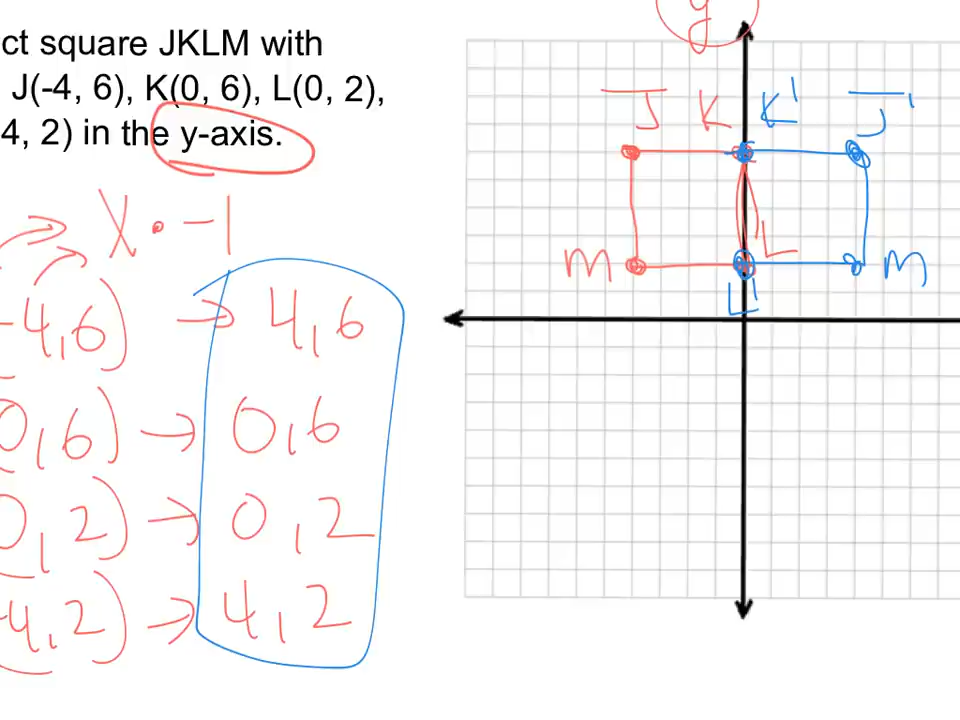 ct square JKLM with
J(-4, 6), K(0, 6), L(0, 2),
4, 2) in the y-axis.
x · -1
-4,6) → 4,6
0,6) → 0,6
0,2) → 0,2
-4,2) → 4,2
y
J K K' J'
M L M
L'